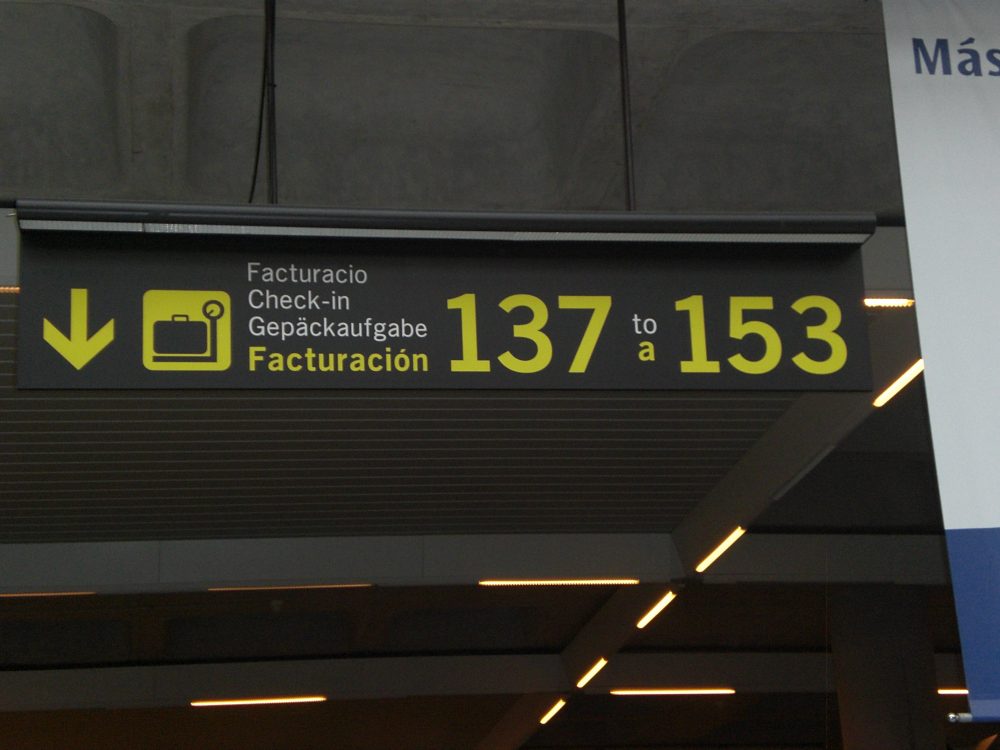 Facturacio
Check-in
Gepäckaufgabe
Facturación
137 to a 153
Más